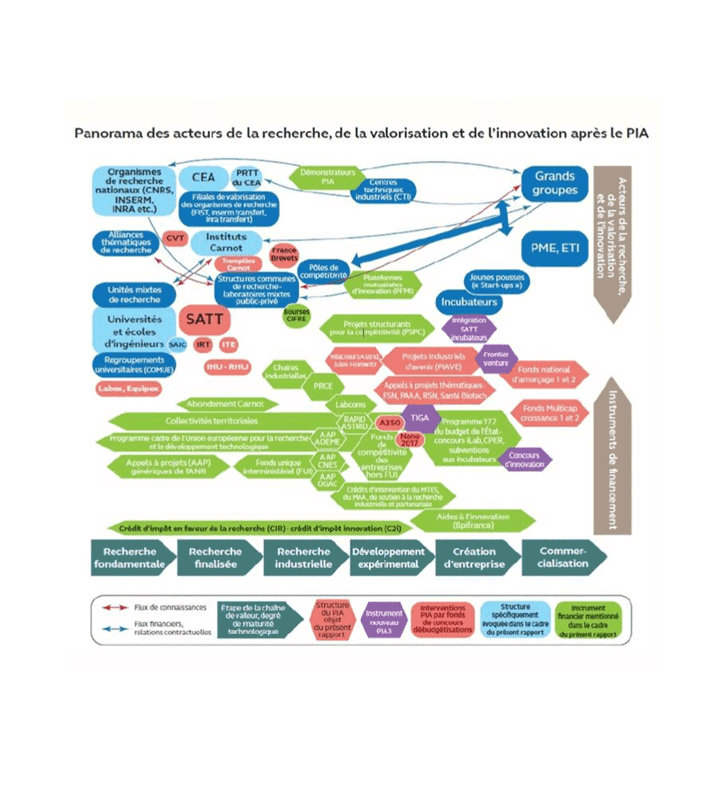 Panorama des acteurs de la recherche, de la valorisation et de l'innovation après le PIA
Organismes
de recherche
nationaux (CNRS,
INSERM,
INRA etc.)
CEA
PRTT
du CEA
Démonstrateurs
PIA
Centres
techniques
industriels (CTI)
Grands
groupes
Filiales de valorisation
des organismes de recherche
(FIST, inserm transfert,
inra transfert)
Alliances
thématiques
de recherche
CVT
Instituts
Carnot
France
Brevets
Tremplins
Carnot
Pôles de
compétitivité
PME, ETI
Acteurs de la recherche,
de la valorisation
et de l'innovation
Unités mixtes
de recherche
Structures communes
de recherche-
laboratoires mixtes
public-privé
Plateformes
mutualisées
d'innovation (PFMI)
Jeunes pousses
(« Start-ups »)
Incubateurs
Universités
et écoles
d'ingénieurs
SATT
Bourses
CIFRE
Projets structurants
pour la compétitivité (PSPC)
Intégration
SATT
incubateurs
SAIC
IRT
ITE
Regroupements
universitaires (COMUE)
IHU - RHU
Chaires
industrielles
Projets industriels
d'avenir (PIAVE)
Frontier
venture
Fonds national
d'amorçage 1 et 2
Labex, Equipex
PRCE
Appels à projets thématiques-
FSN, P.A.A, RSN, Santé Biotech
Abondement Carnot
Labcoms
Fonds Multicap
croissance 1 et 2
Collectivités territoriales
RAPID
ASTRID
A350
TIGA
Programme 172
du budget de l'État-
concours iLab, CPER,
subventions
aux incubateurs
Programme cadre de l'Union européenne pour la recherche
et le développement technologique
AAP
ADEME
Fonds
de
compétitivité
des
entreprises
hors FUI
Nano
2017
Appels à projets (AAP)
génériques de l'ANR
Fonds unique
interministériel (FUI)
AAP
CNES
Concours
d'innovation
AAP
DGAC
Crédits d'intervention du MTES,
du MAA, de soutien à la recherche
industrielle et partenariale
Instruments de financement
Crédit d'impôt en faveur de la recherche (CIR) - crédit d'impôt innoration (C2i)
Aides à l'innovation
(Bpifrance)
Recherche
fondamentale
Recherche
finalisée
Recherche
industrielle
Développement
expérimental
Création
d'entreprise
Commer-
cialisation
Flux de connaissances
Flux financiers,
relations contractuelles
Étape de la chaîne
de valeur, degré
de maturité
technologique
Structure
du PIA
objet
du présent
rapport
Instrument
nouveau
PIA3
Interventions
PIA par fonds
de concours
débudgétisations
Structure
spécifiquement
évoquée dans le cadre
du présent rapport
Instrument
financier mentionné
dans le cadre
du présent rapport